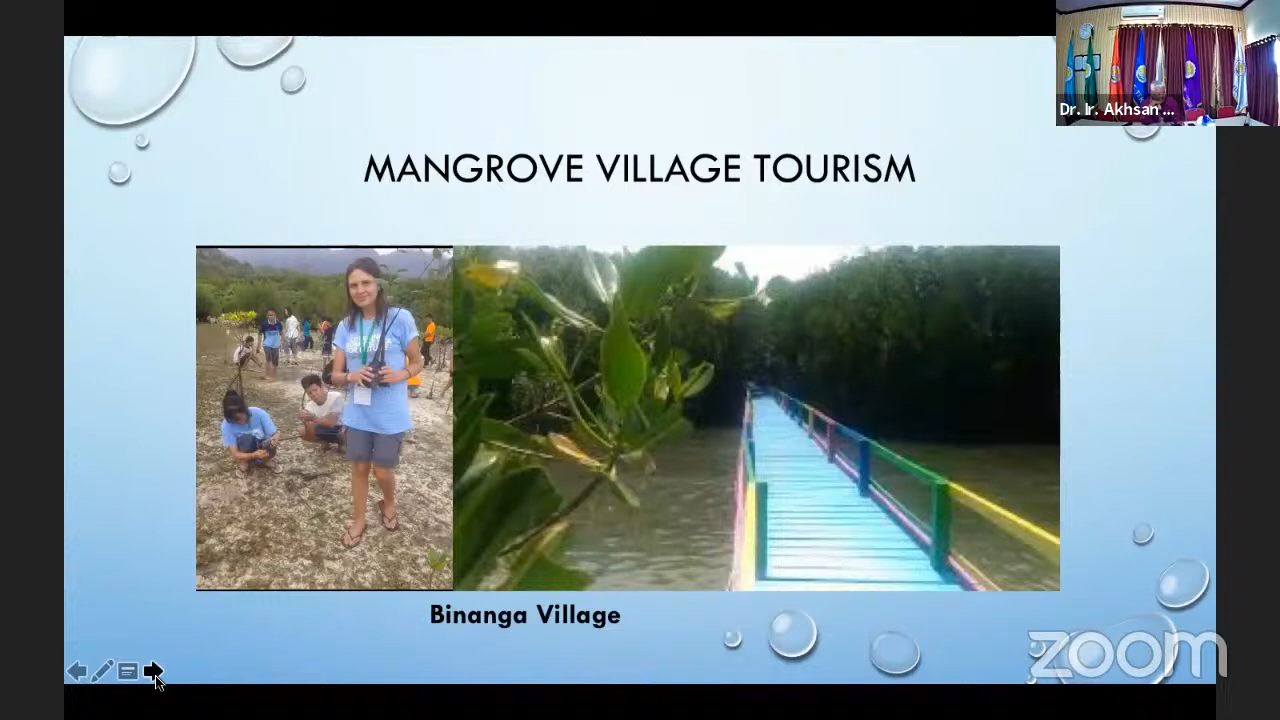 Dr. Ir. Akhsan ...
MANGROVE VILLAGE TOURISM
Binanga Village
zoom